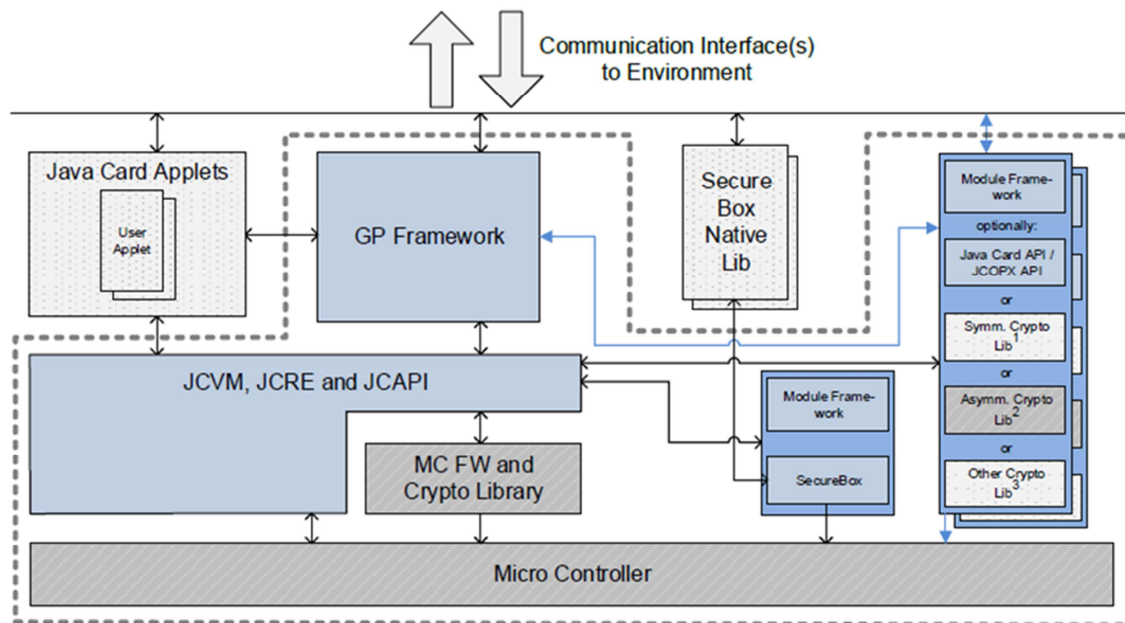 Communication Interface(s)
to Environment
Java Card Applets
User
Applet
GP Framework
Secure
Box
Native
Lib
Module Frame-
work
optionally:
Java Card API /
JCOPX API
or
Symm. Crypto
Lib1
or
Asymm. Crypto
Lib2
or
Other Crypto
Lib3
JCVM, JCRE and JCAPI
MC FW and
Crypto Library
Module Frame-
work
SecureBox
Micro Controller